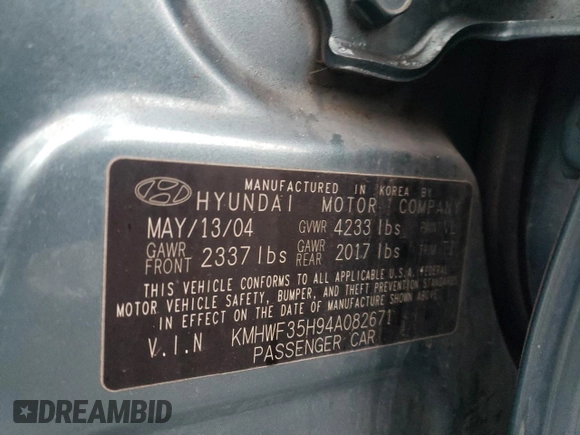 MANUFACTURED IN KOREA BY
HYUNDAI MOTOR COMPANY
MAY/13/04 GVWR 4233 lbs
GAWR FRONT 2337 lbs GAWR REAR 2017 lbs
THIS VEHICLE CONFORMS TO ALL APPLICABLE U.S.A. *FEDERAL
MOTOR VEHICLE SAFETY, BUMPER, AND THEFT PREVENTION STANDARDS
IN EFFECT ON THE DATE OF MANUFACTURE SHOWN ABOVE.
V.I.N KMHWF35H94A082671
PASSENGER CAR
DREAMBID